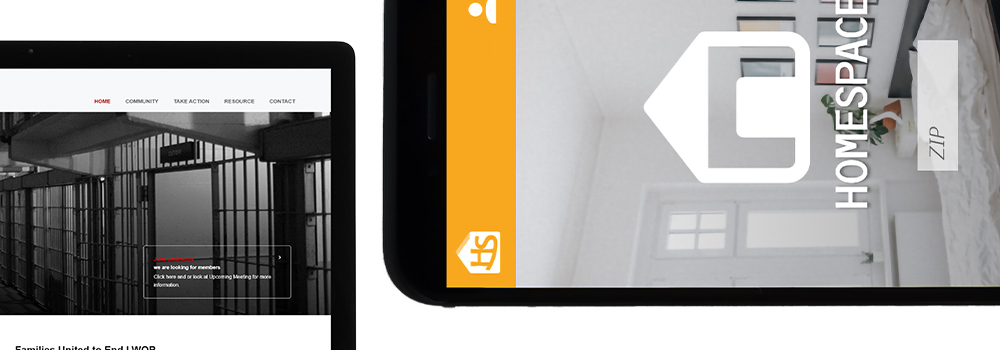 HOME COMMUNITY TAKE ACTION RESOURCE CONTACT
we are looking for members
Click here and or look at Upcoming Meeting for more
information.
Families United to End LWOP
HS
HOMESPACE
ZIP